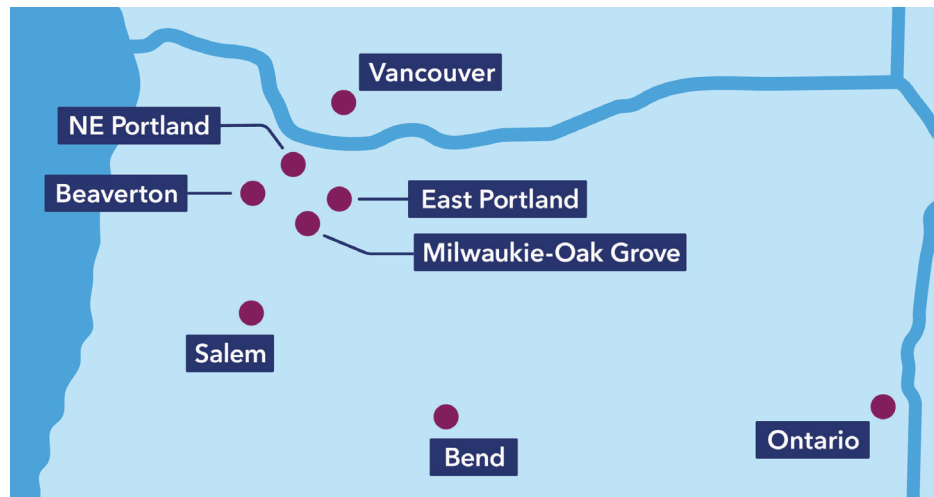 Vancouver
NE Portland
Beaverton
East Portland
Milwaukie-Oak Grove
Salem
Bend
Ontario